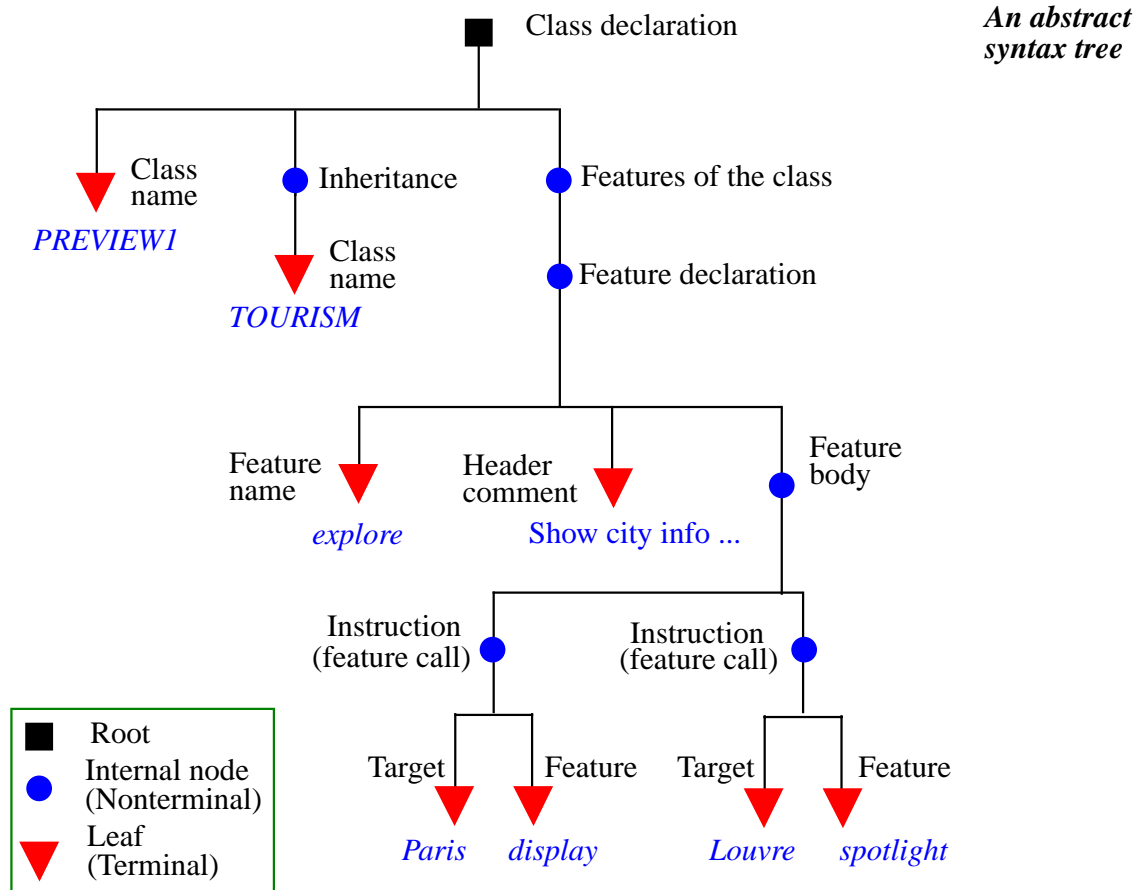 Class declaration
An abstract
syntax tree
Class
name
PREVIEW1
Inheritance
Class
name
TOURISM
Features of the class
Feature declaration
Feature
name
explore
Header
comment
Show city info ...
Feature
body
Instruction
(feature call)
Instruction
(feature call)
Target
Feature
Target
Feature
Paris
display
Louvre
spotlight
Root
Internal node
(Nonterminal)
Leaf
(Terminal)